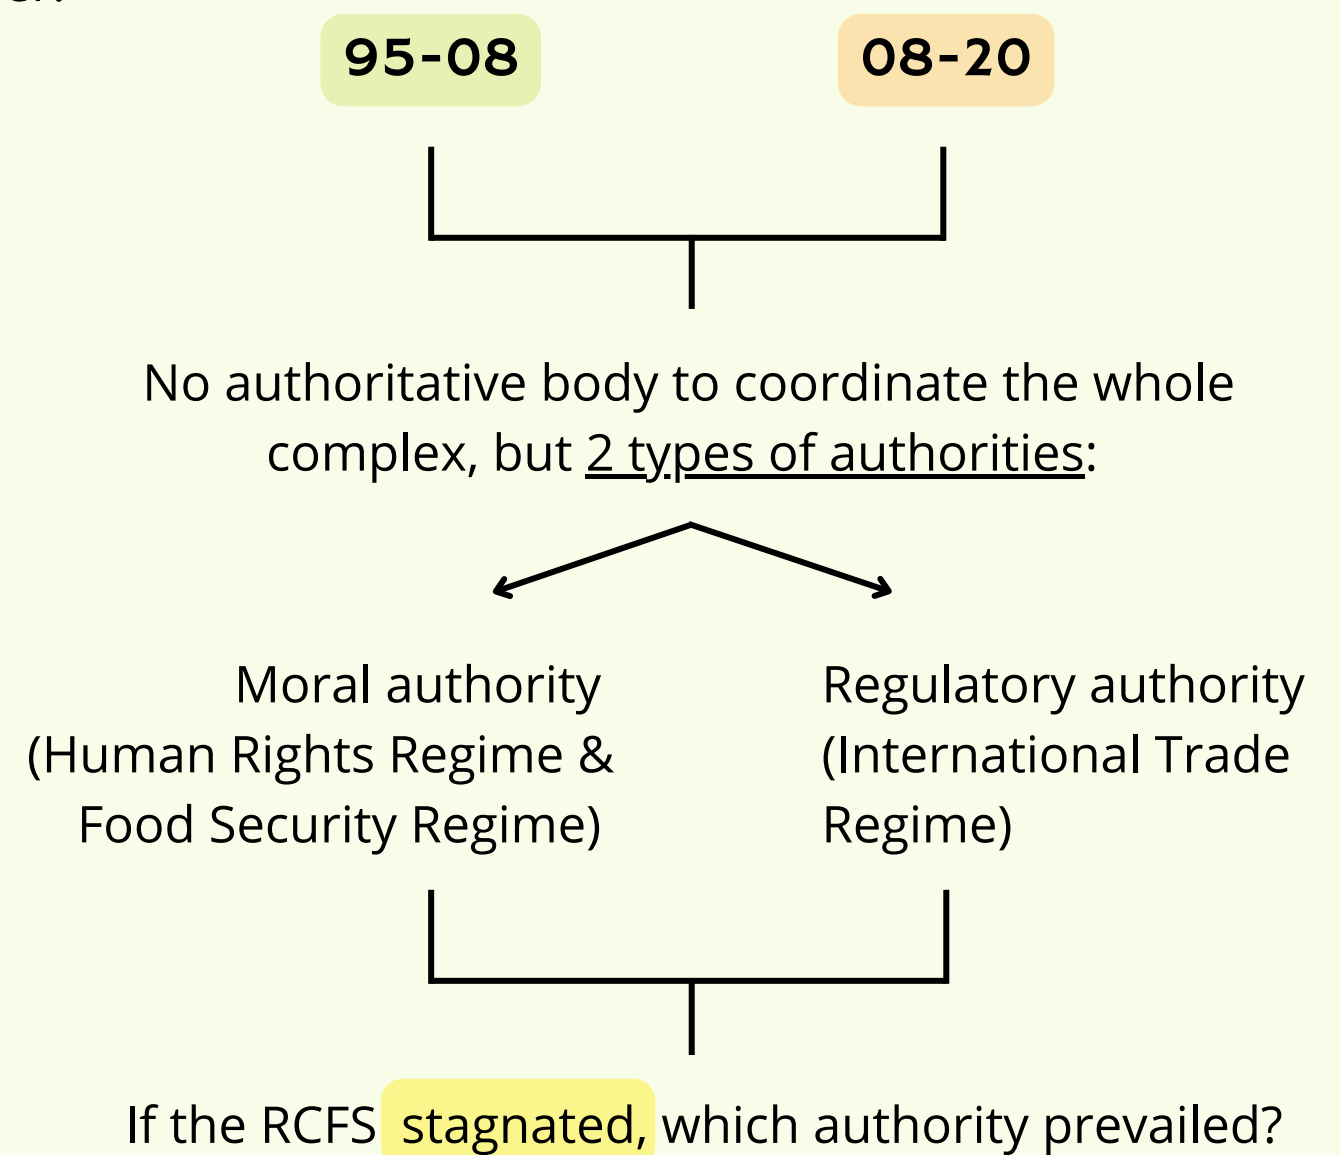 95-08
08-20
No authoritative body to coordinate the whole
complex, but 2 types of authorities:
Moral authority
(Human Rights Regime &
Food Security Regime)
Regulatory authority
(International Trade
Regime)
If the RCFS stagnated, which authority prevailed?